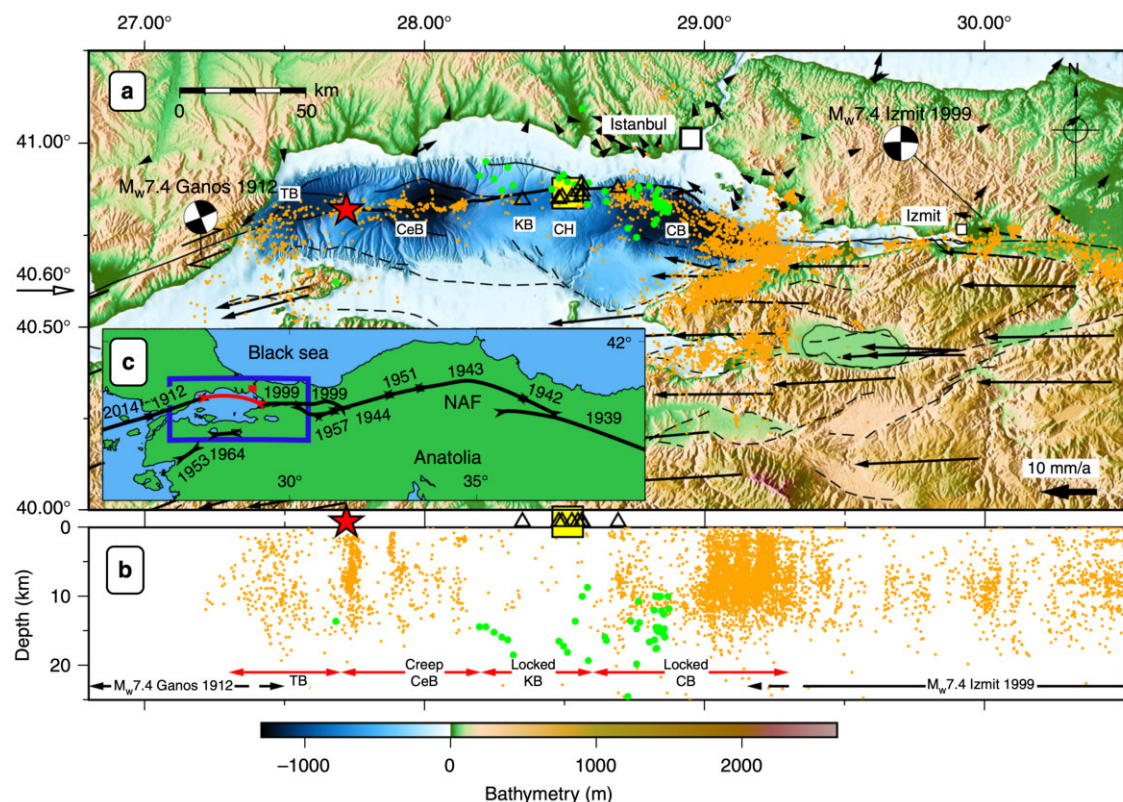 27.00° 28.00° 29.00° 30.00°
a
0 50
km
N
41.00°
Istanbul
Mw7.4 Izmit 1999
Mw7.4 Ganos 1912
TB
CeB
KB
CH
CB
Izmit
40.60°
40.50°
c
Black sea
42°
2014
1912
1999
1999
1957
1944
1951
1943
1942
1939
NAF
1953
1964
Anatolia
30° 35°
10 mm/a
40.00°
b
0
10
20
Depth (km)
Creep Locked Locked
TB CeB KB CB
Mw7.4 Ganos 1912 Mw7.4 Izmit 1999
–1000 0 1000 2000
Bathymetry (m)